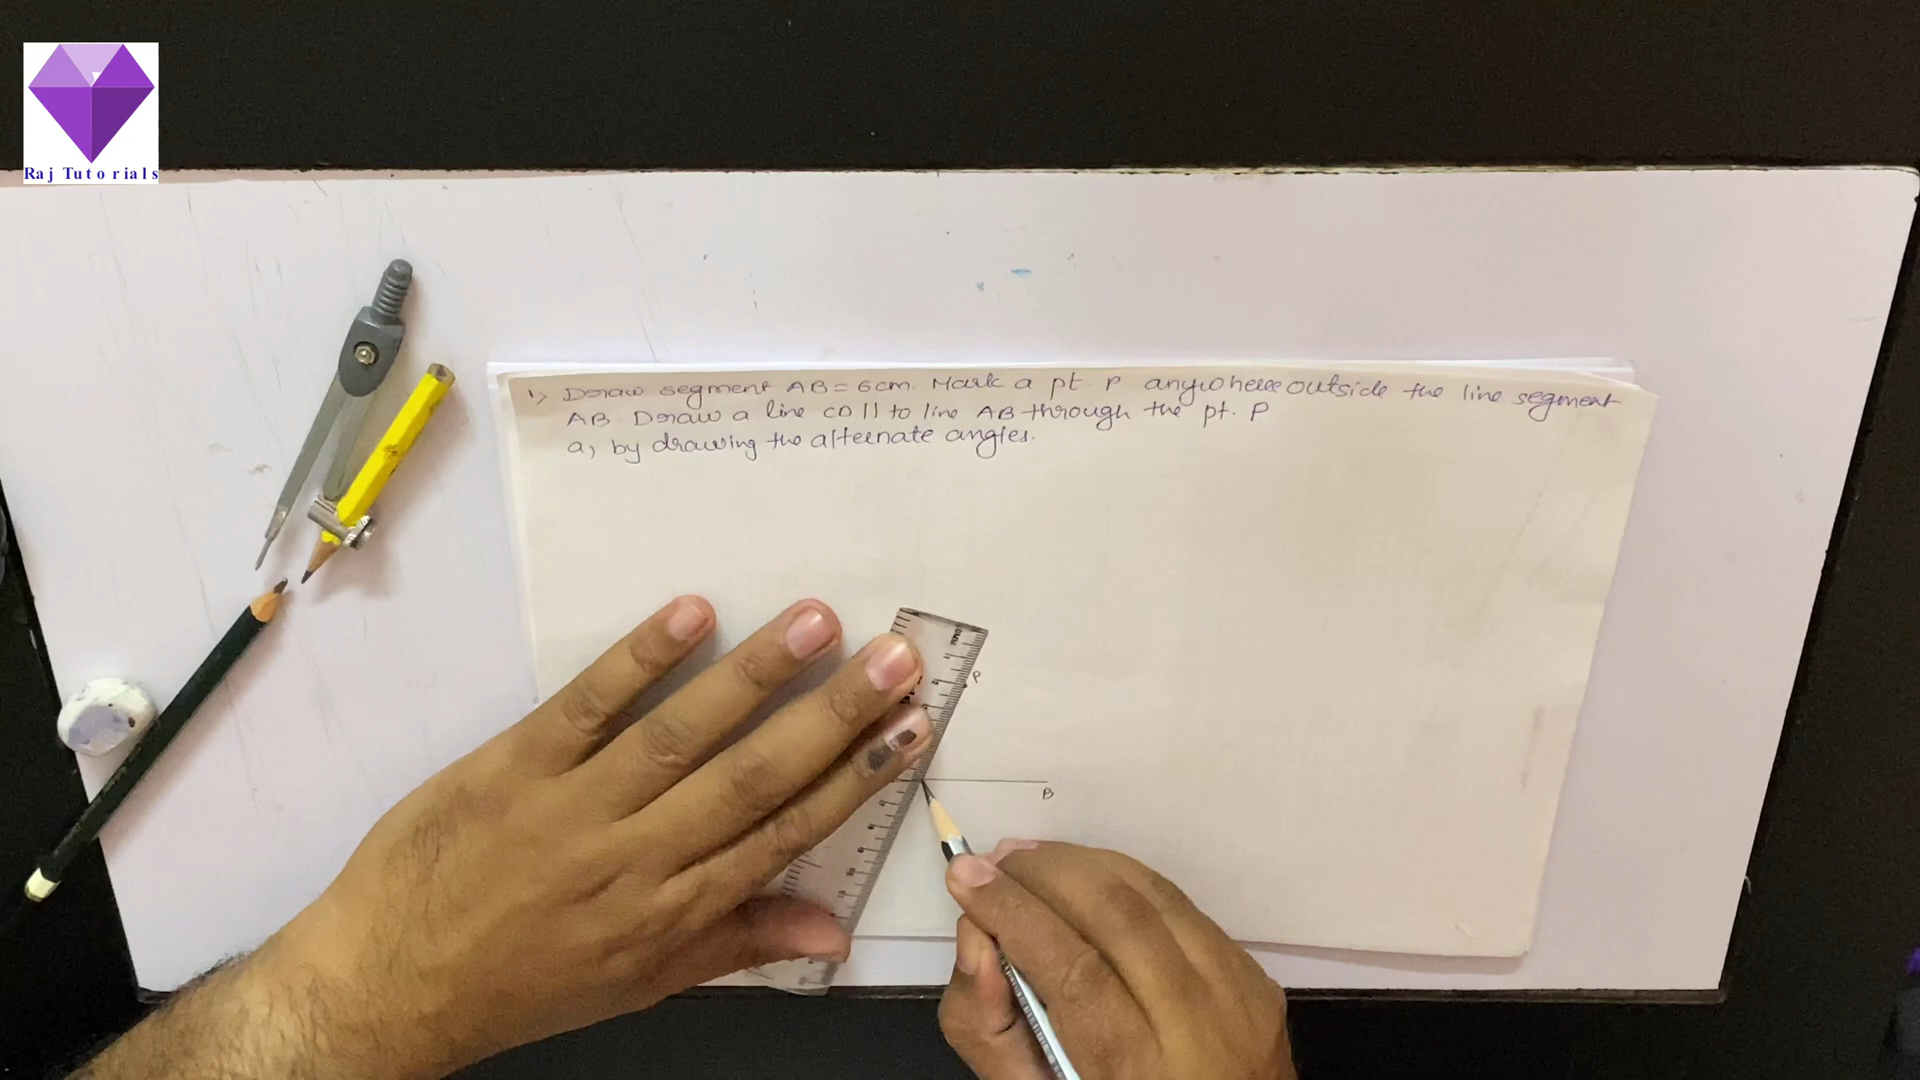 Raj Tutorials
1) Draw segment AB = 6cm. Mark a pt. P anywhere outside the line segment
AB. Draw a line CD || to line AB through the pt. P
a) by drawing the alternate angles.
P
B